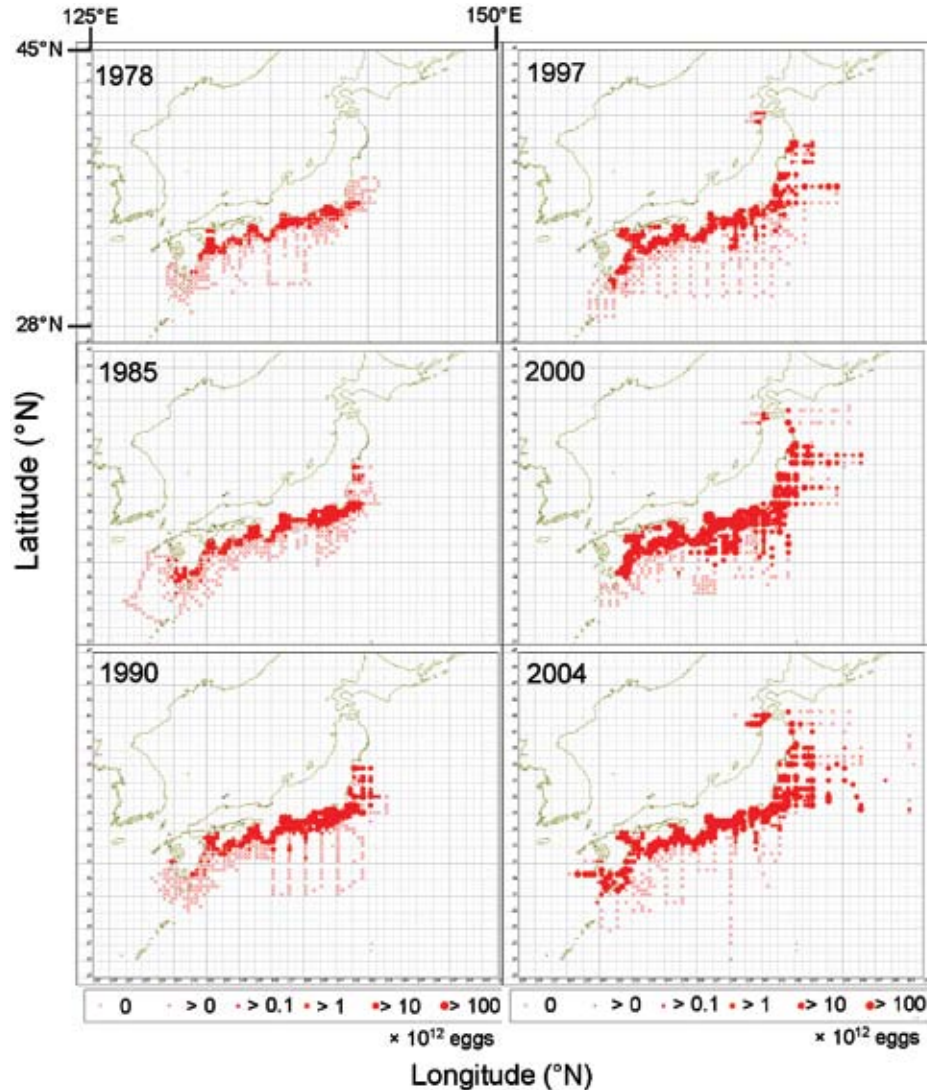 125°E 150°E
45°N
1978 1997
28°N
1985 2000
Latitude (°N)
1990 2004
0 > 0 > 0.1 > 1 > 10 > 100 0 > 0 > 0.1 > 1 > 10 > 100
× 10¹² eggs × 10¹² eggs
Longitude (°N)